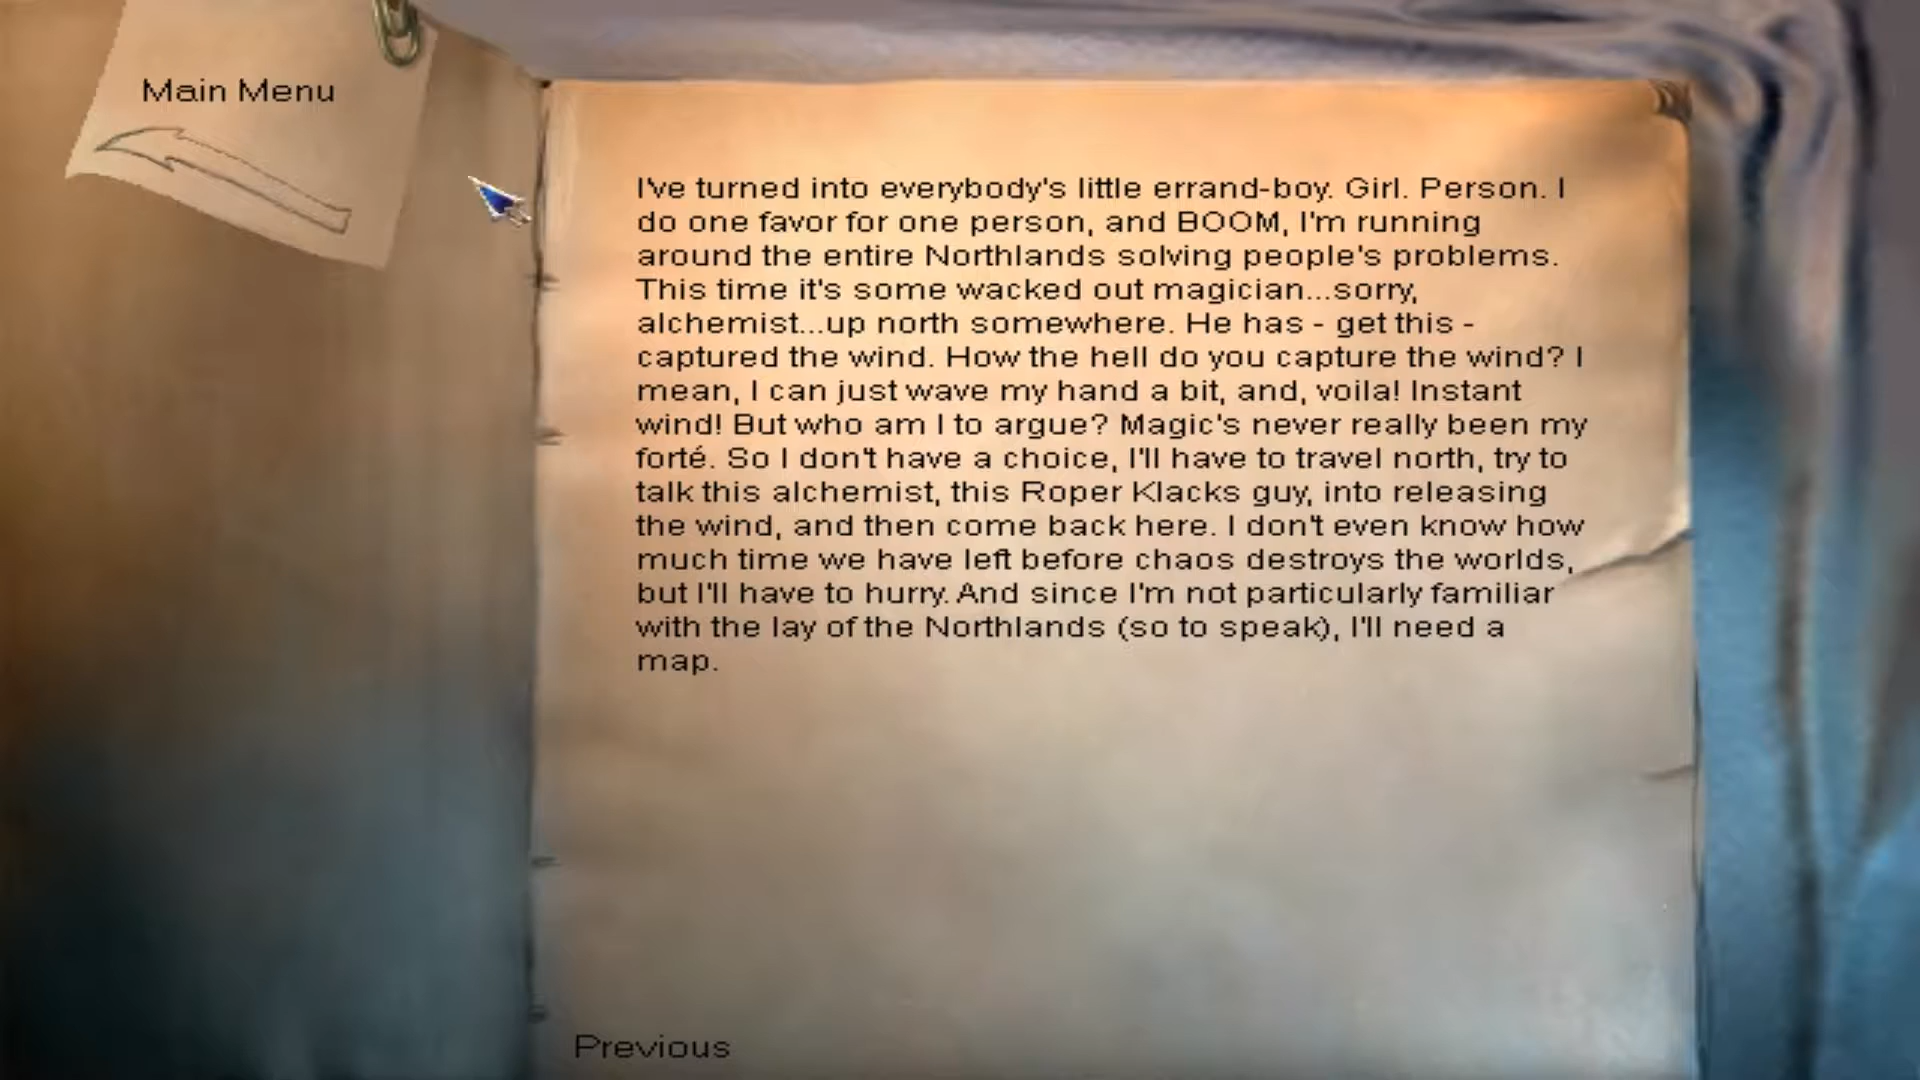 Main Menu
I've turned into everybody's little errand-boy. Girl. Person. I
do one favor for one person, and BOOM, I'm running
around the entire Northlands solving people's problems.
This time it's some wacked out magician...sorry,
alchemist...up north somewhere. He has - get this -
captured the wind. How the hell do you capture the wind? I
mean, I can just wave my hand a bit, and, voila! Instant
wind! But who am I to argue? Magic's never really been my
forté. So I don't have a choice, I'll have to travel north, try to
talk this alchemist, this Roper Klacks guy, into releasing
the wind, and then come back here. I don't even know how
much time we have left before chaos destroys the worlds,
but I'll have to hurry. And since I'm not particularly familiar
with the lay of the Northlands (so to speak), I'll need a
map.
Previous